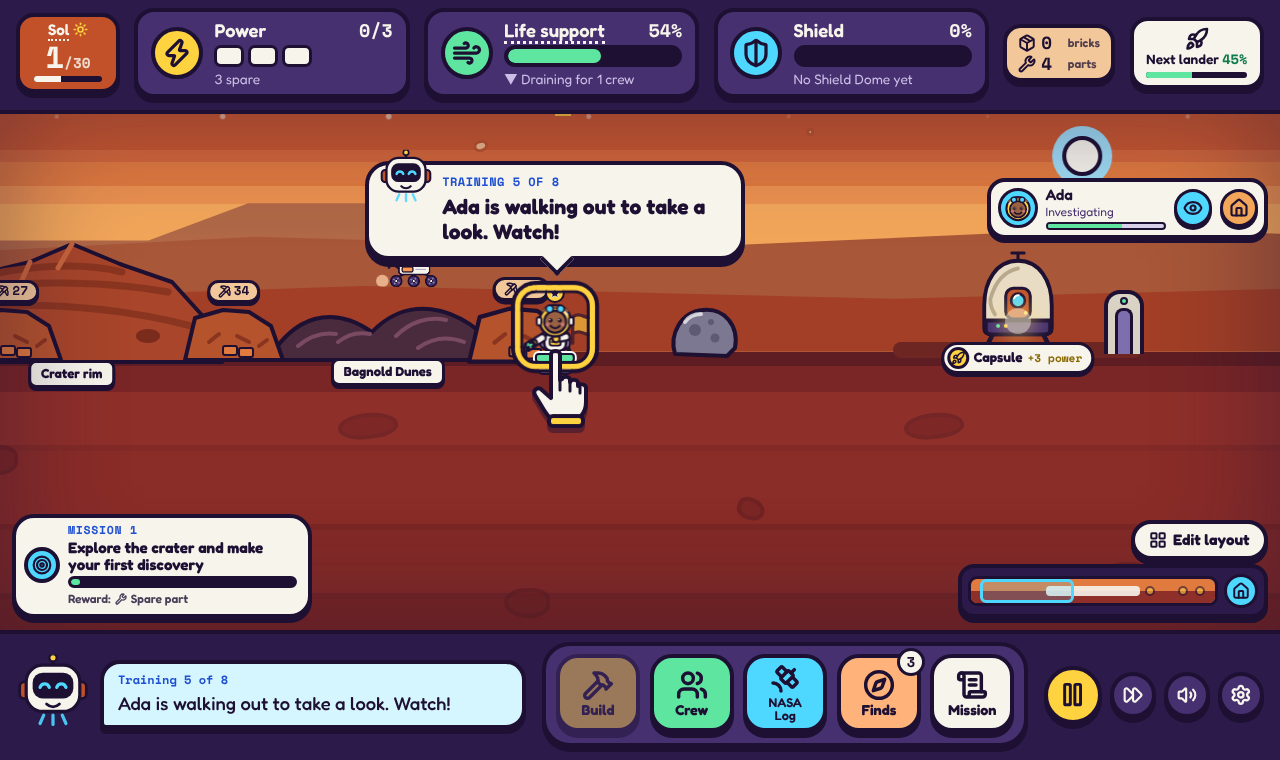 Sol
1/30
Power 0/3
3 spare
Life support 54%
Draining for 1 crew
Shield 0%
No Shield Dome yet
0 bricks
4 parts
Next lander 45%
TRAINING 5 OF 8
Ada is walking out to take a
look. Watch!
Ada
Investigating
27
34
Crater rim
Bagnold Dunes
Capsule +3 power
MISSION 1
Explore the crater and make
your first discovery
Reward: Spare part
Edit layout
Training 5 of 8
Ada is walking out to take a look. Watch!
Build
Crew
NASA
Log
3
Finds
Mission